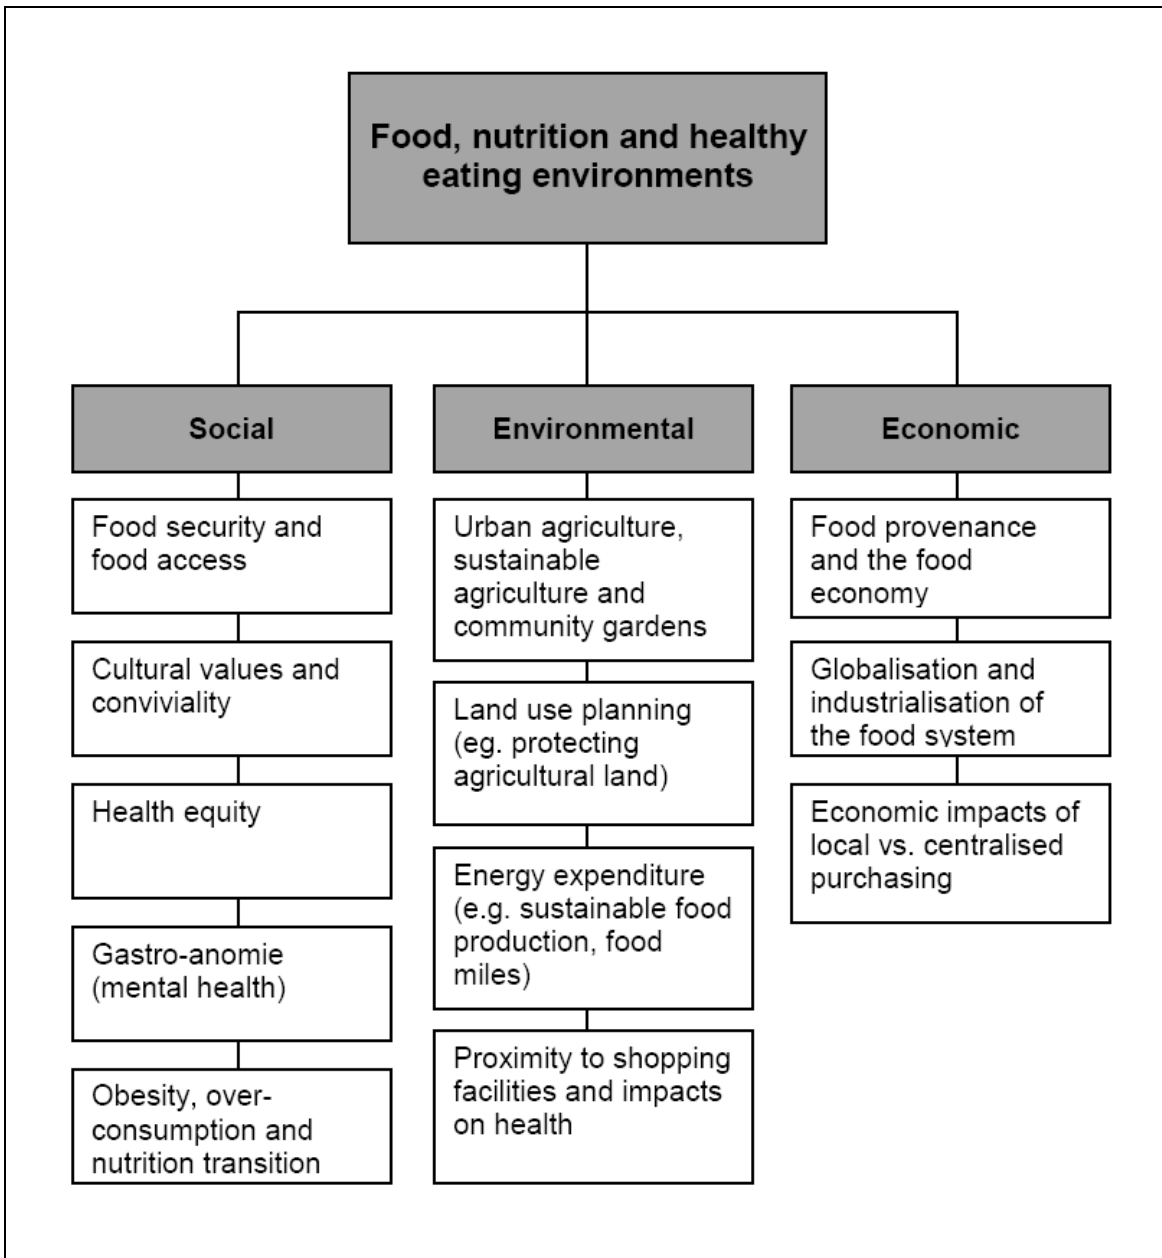 Food, nutrition and healthy
eating environments
Social
Food security and
food access
Cultural values and
conviviality
Health equity
Gastro-anomie
(mental health)
Obesity, over-
consumption and
nutrition transition
Environmental
Urban agriculture,
sustainable
agriculture and
community gardens
Land use planning
(eg. protecting
agricultural land)
Energy expenditure
(e.g. sustainable food
production, food
miles)
Proximity to shopping
facilities and impacts
on health
Economic
Food provenance
and the food
economy
Globalisation and
industrialisation of
the food system
Economic impacts of
local vs. centralised
purchasing